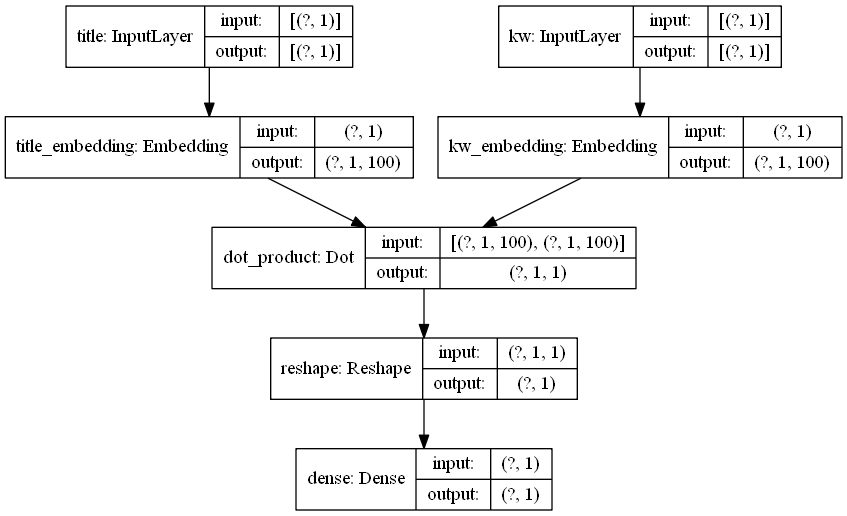 title: InputLayer
input: [(?, 1)]
output: [(?, 1)]
kw: InputLayer
input: [(?, 1)]
output: [(?, 1)]
title_embedding: Embedding
input: (?, 1)
output: (?, 1, 100)
kw_embedding: Embedding
input: (?, 1)
output: (?, 1, 100)
dot_product: Dot
input: [(?, 1, 100), (?, 1, 100)]
output: (?, 1, 1)
reshape: Reshape
input: (?, 1, 1)
output: (?, 1)
dense: Dense
input: (?, 1)
output: (?, 1)